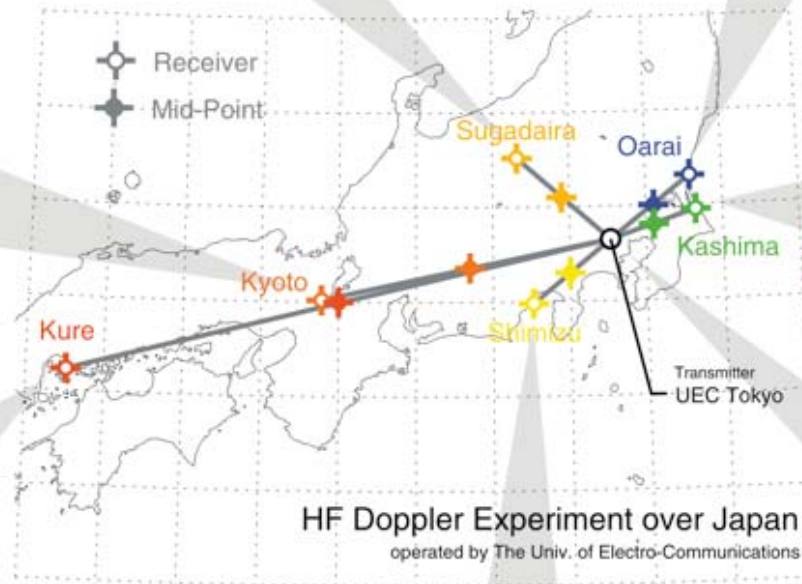 Receiver
Mid-Point
Sugadaira
Oarai
Kashima
Kyoto
Shimizu
Kure
Transmitter
UEC Tokyo
HF Doppler Experiment over Japan
operated by The Univ. of Electro-Communications